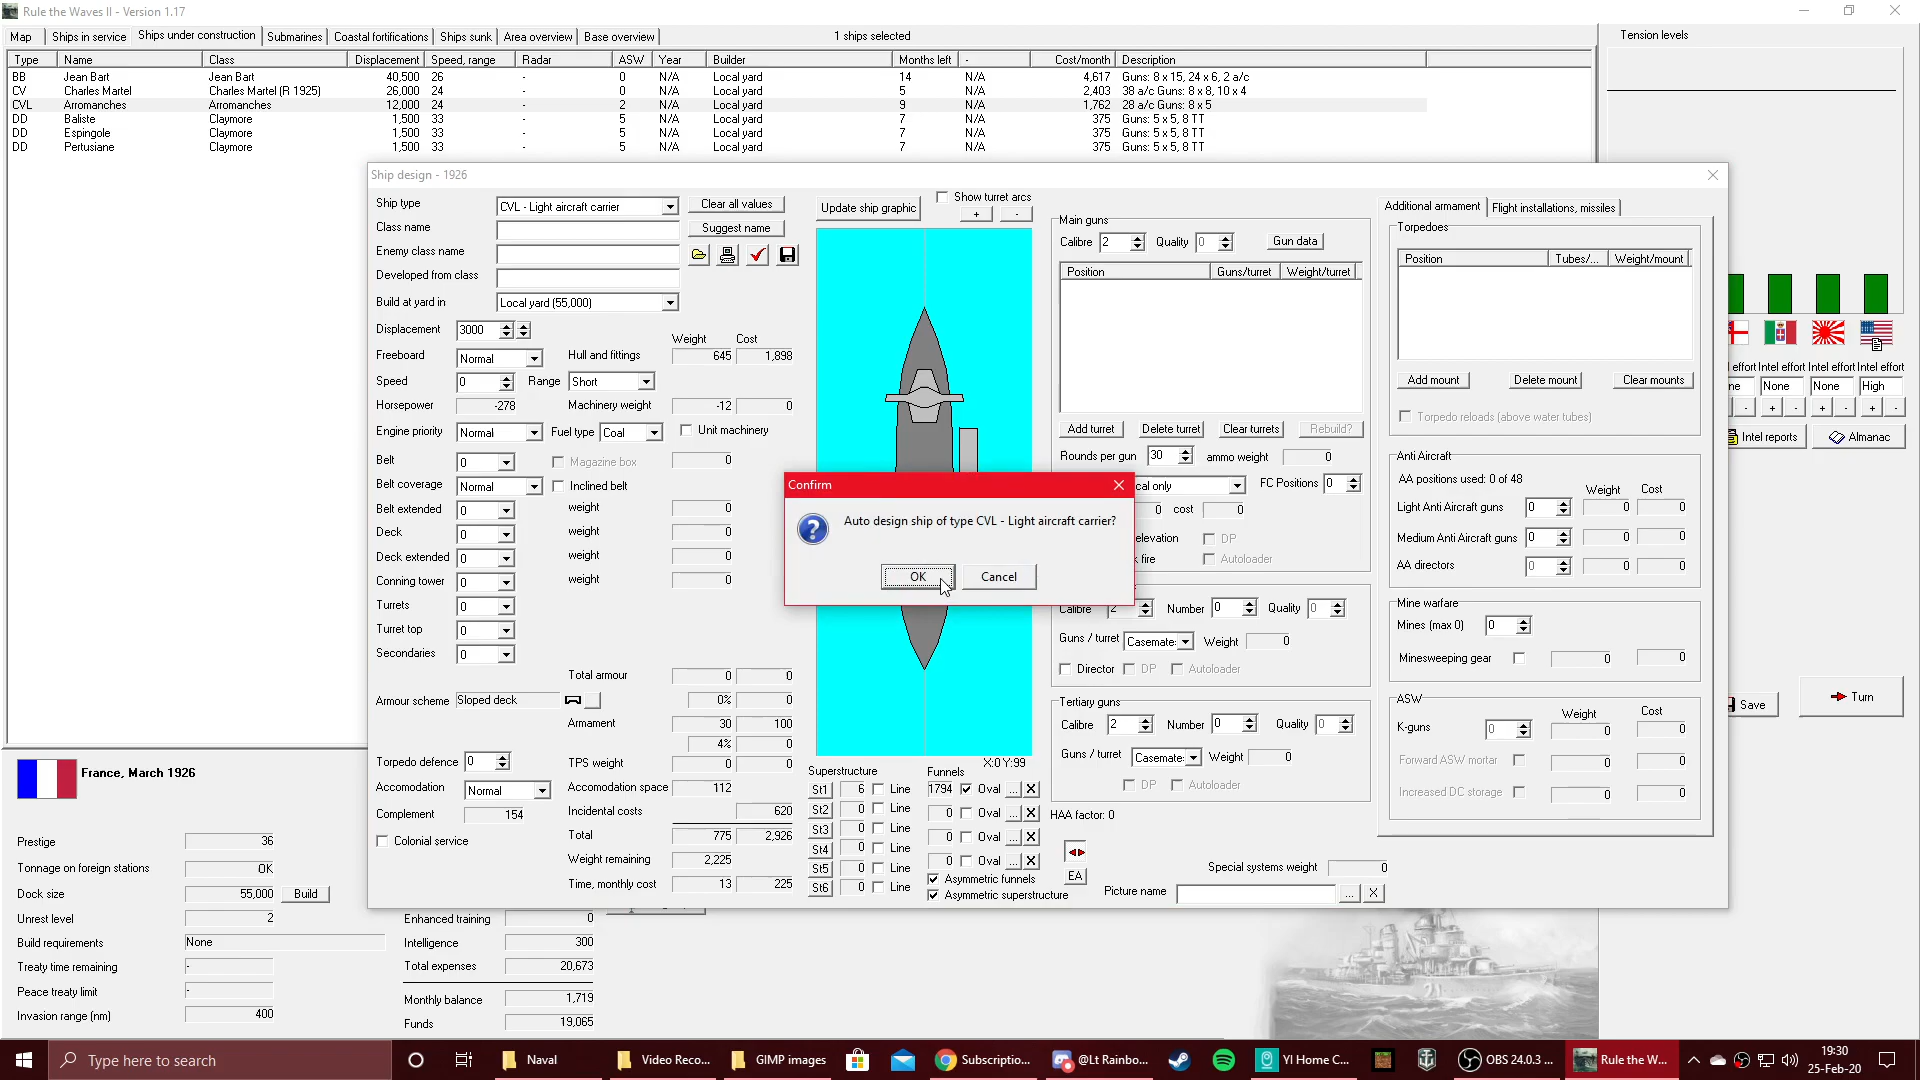 Rule the Waves II - Version 1.17
Map Ships in service Ships under construction Submarines Coastal fortifications Ships sunk Area overview Base overview 1 ships selected Tension levels
Type Name Class Displacement Speed, range Radar ASW Year Builder Months left - Cost/month Description
BB Jean Bart Jean Bart 40,500 26 - 0 N/A Local yard 14 N/A 4,617 Guns: 8 x 15, 24 x 6, 2 a/c
CV Charles Martel Charles Martel (R 1925) 26,000 24 - 0 N/A Local yard 5 N/A 2,403 38 a/c Guns: 8 x 8, 10 x 4
CVL Arromanches Arromanches 12,000 24 - 2 N/A Local yard 9 N/A 1,762 28 a/c Guns: 8 x 5
DD Baliste Claymore 1,500 33 - 5 N/A Local yard 7 N/A 375 Guns: 5 x 5, 8 TT
DD Espingole Claymore 1,500 33 - 5 N/A Local yard 7 N/A 375 Guns: 5 x 5, 8 TT
DD Pertusiane Claymore 1,500 33 - 5 N/A Local yard 7 N/A 375 Guns: 5 x 5, 8 TT
Ship design - 1926
Ship type CVL - Light aircraft carrier Clear all values
Class name Suggest name
Enemy class name
Developed from class
Build at yard in Local yard (55,000)
Displacement 3000 Weight Cost
Freeboard Normal Hull and fittings 645 1,898
Speed 0 Range Short
Horsepower -278 Machinery weight -12 0
Engine priority Normal Fuel type Coal Unit machinery
Belt 0 Magazine box 0
Belt coverage Normal Inclined belt
Belt extended 0 weight 0
Deck 0 weight 0
Deck extended 0 weight 0
Conning tower 0 weight 0
Turrets 0
Turret top 0
Secondaries 0
Total armour 0 0
Armour scheme Sloped deck 0% 0
Armament 30 100
4% 0
Torpedo defence 0 TPS weight 0 0
Accomodation Normal Accomodation space 112
Complement 154 Incidental costs 620
Colonial service Total 775 2,926
Weight remaining 2,225
Time, monthly cost 13 225
Update ship graphic Show turret arcs
+ -
X:0 Y:99
Superstructure Funnels
St1 6 Line 1794 Oval ... X
St2 0 Line 0 Oval ... X
St3 0 Line 0 Oval ... X
St4 0 Line 0 Oval ... X
St5 0 Line Asymmetric funnels
St6 0 Line Asymmetric superstructure
Main guns
Calibre 2 Quality 0 Gun data
Position Guns/turret Weight/turret
Add turret Delete turret Clear turrets Rebuild?
Rounds per gun 30 ammo weight 0
cal only FC Positions 0
0 cost 0
elevation DP
k fire Autoloader
Confirm
Auto design ship of type CVL - Light aircraft carrier?
OK Cancel
Calibre 2 Number 0 Quality 0
Guns / turret Casemate: Weight 0
Director DP Autoloader
Tertiary guns
Calibre 2 Number 0 Quality 0
Guns / turret Casemate: Weight 0
DP Autoloader
HAA factor: 0
EA
Special systems weight 0
Picture name ... X
Additional armament Flight installations, missiles
Torpedoes
Position Tubes/... Weight/mount
Add mount Delete mount Clear mounts
Torpedo reloads (above water tubes)
Anti Aircraft
AA positions used: 0 of 48
Weight Cost
Light Anti Aircraft guns 0 0 0
Medium Anti Aircraft guns 0 0 0
AA directors 0 0 0
Mine warfare
Mines (max 0) 0
Minesweeping gear 0 0
ASW
Weight Cost
K-guns 0 0 0
Forward ASW mortar 0 0
Increased DC storage 0 0
effort Intel effort Intel effort Intel effort
ne None None High
- + - + - + -
Intel reports Almanac
Save Turn
France, March 1926
Prestige 36
Tonnage on foreign stations OK
Dock size 55,000 Build
Unrest level 2
Build requirements None
Treaty time remaining -
Peace treaty limit -
Invasion range (nm) 400
Enhanced training 0
Intelligence 300
Total expenses 20,673
Monthly balance 1,719
Funds 19,065
Type here to search Naval Video Reco... GIMP images Subscriptio... @Lt Rainbo... YI Home C... OBS 24.0.3 ... Rule the W... 19:30
25-Feb-20